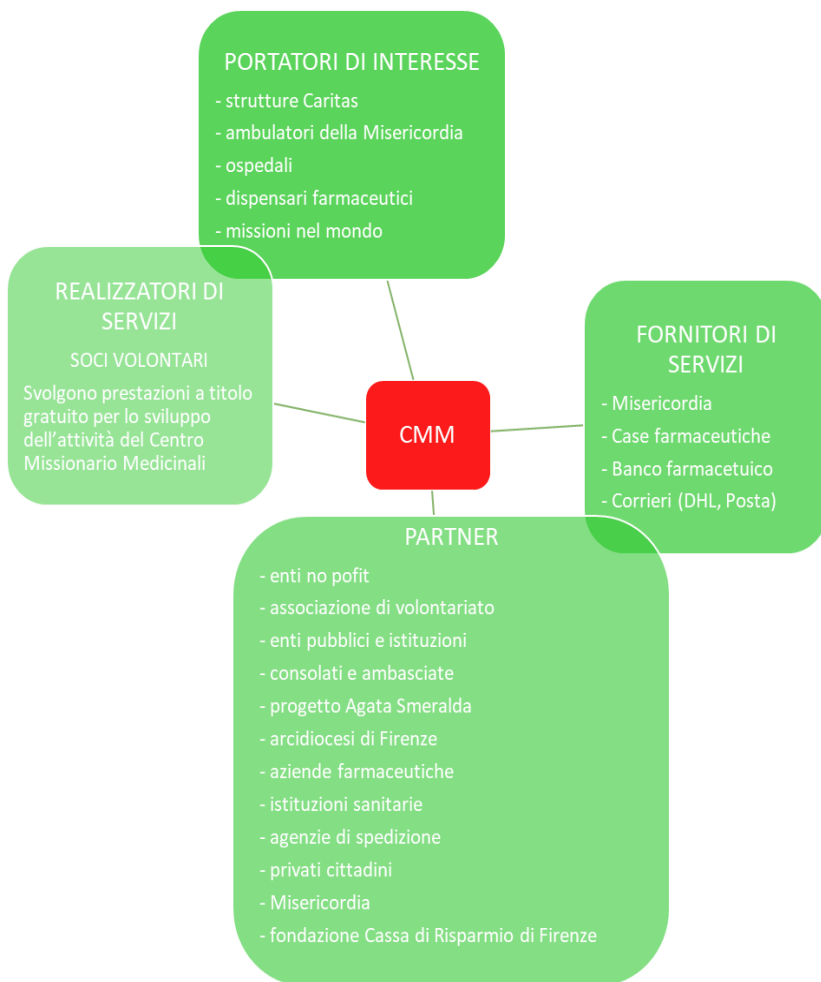 PORTATORI DI INTERESSE
- strutture Caritas
- ambulatori della Misericordia
- ospedali
- dispensari farmaceutici
- missioni nel mondo
REALIZZATORI DI
SERVIZI
SOCI VOLONTARI
Svolgono prestazioni a titolo
gratuito per lo sviluppo
dell'attività del Centro
Missionario Medicinali
CMM
FORNITORI DI
SERVIZI
- Misericordia
- Case farmaceutiche
- Banco farmacetuico
- Corrieri (DHL, Posta)
PARTNER
- enti no pofit
- associazione di volontariato
- enti pubblici e istituzioni
- consolati e ambasciate
- progetto Agata Smeralda
- arcidiocesi di Firenze
- aziende farmaceutiche
- istituzioni sanitarie
- agenzie di spedizione
- privati cittadini
- Misericordia
- fondazione Cassa di Risparmio di Firenze